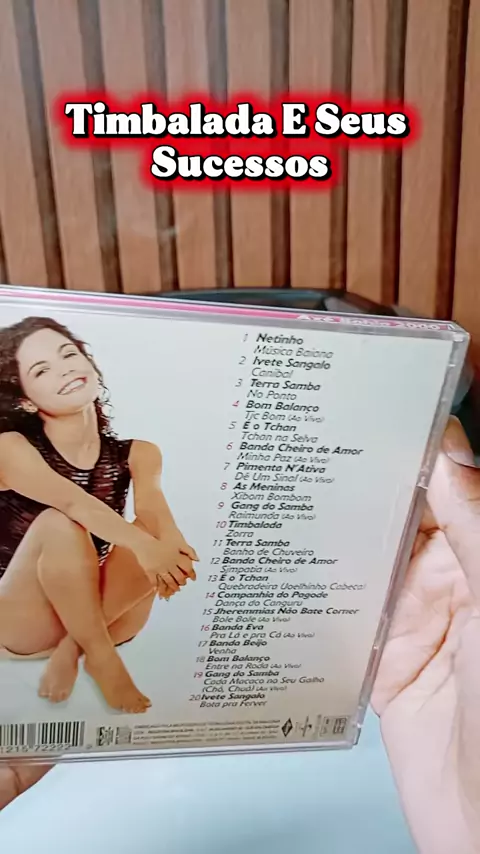 Timbalada E Seus
Sucessos
Axé Bahia 2000
1 Netinho
Música Baiana
2 Ivete Sangalo
Canibal
3 Terra Samba
No Ponto
4 Bom Balanço
Tic Bom (Ao Vivo)
5 É o Tchan
Tchan na Selva
6 Banda Cheiro de Amor
Minha Paz (Ao Vivo)
7 Pimenta N'Ativa
Dê Um Sinal (Ao Vivo)
8 As Meninas
Xibom Bombom
9 Gang do Samba
Raimunda (Ao Vivo)
10 Timbalada
Zorra
11 Terra Samba
Banho de Chuveiro
12 Banda Cheiro de Amor
Simpatia (Ao Vivo)
13 É o Tchan
Quebradeira (Joelhinho Cabeça)
14 Companhia do Pagode
Dança do Canguru
15 Jheremmias Não Bate Corner
Bole Bole (Ao Vivo)
16 Banda Eva
Pra Lá e pra Cá (Ao Vivo)
17 Banda Beijo
Venha
18 Bom Balanço
Entre na Roda (Ao Vivo)
19 Gang do Samba
Cada Macaco no Seu Galho
(Chô, Chuá) (Ao Vivo)
20 Ivete Sangalo
Bota pra Ferver
1215 72222